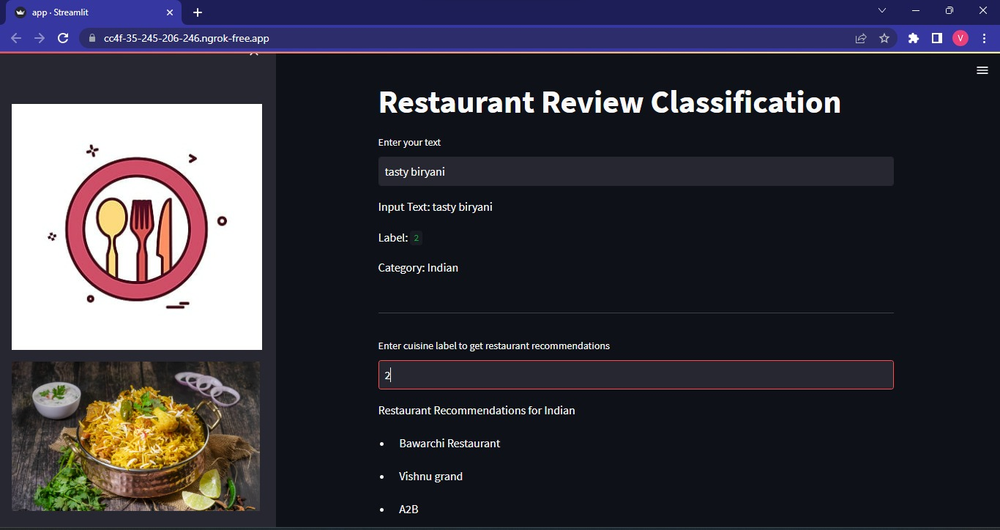 app · Streamlit
cc4f-35-245-206-246.ngrok-free.app
V
Restaurant Review Classification
Enter your text
tasty biryani
Input Text: tasty biryani
Label: 2
Category: Indian
Enter cuisine label to get restaurant recommendations
2
Restaurant Recommendations for Indian
• Bawarchi Restaurant
• Vishnu grand
• A2B